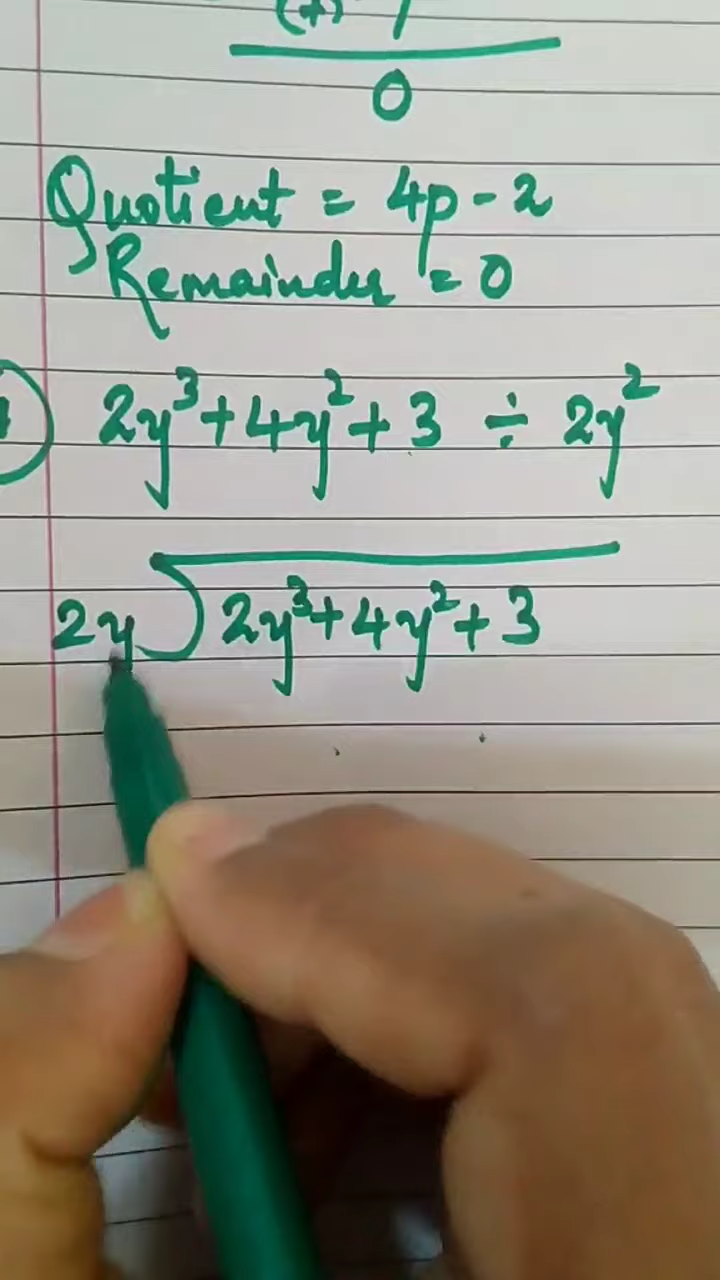 0
Quotient = 4p - 2
Remainder = 0
2y³ + 4y² + 3 ÷ 2y²
2y ) 2y³ + 4y² + 3